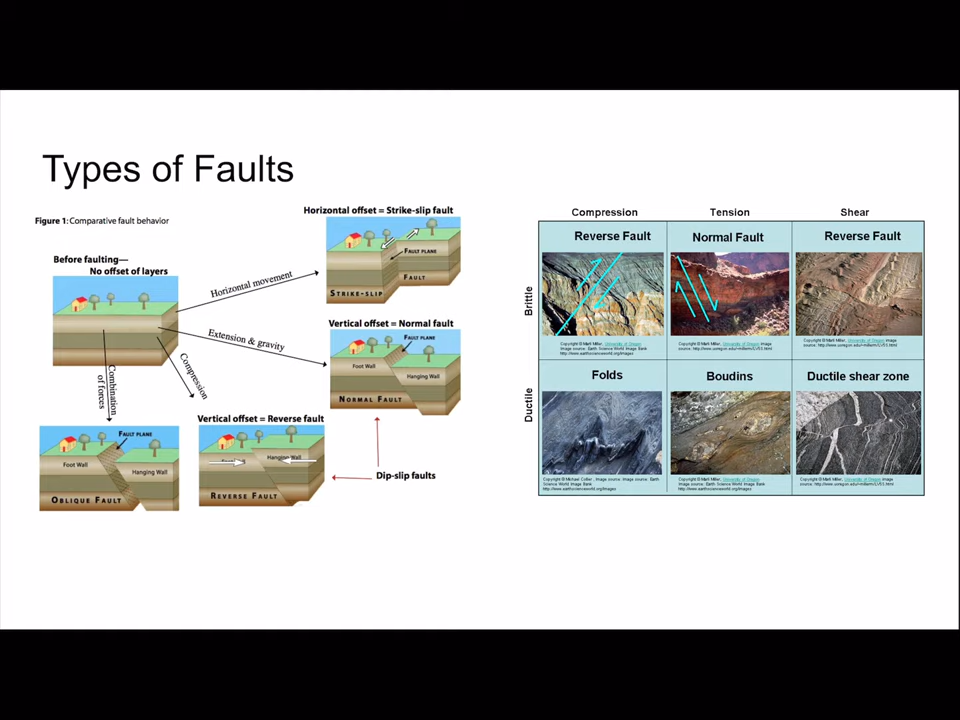 Types of Faults
Figure 1: Comparative fault behavior
Horizontal offset = Strike-slip fault
FAULT PLANE
FAULT
STRIKE-SLIP
Before faulting—
No offset of layers
Horizontal movement
Extension & gravity
Compression
Combination
of forces
Vertical offset = Normal fault
FAULT PLANE
Foot Wall
Hanging Wall
NORMAL FAULT
Vertical offset = Reverse fault
Hanging Wall
REVERSE FAULT
FAULT PLANE
Foot Wall
Hanging Wall
OBLIQUE FAULT
Dip-slip faults
Compression
Tension
Shear
Brittle
Reverse Fault
Normal Fault
Reverse Fault
Ductile
Folds
Boudins
Ductile shear zone